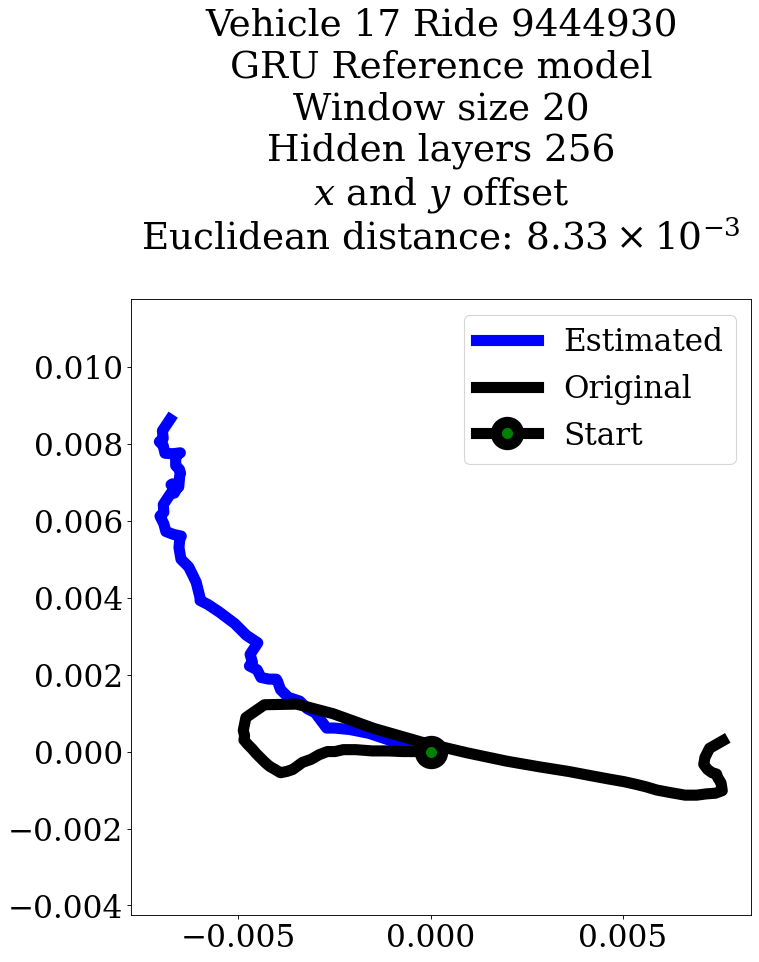 Vehicle 17 Ride 9444930
GRU Reference model
Window size 20
Hidden layers 256
x and y offset
Euclidean distance: 8.33 × 10⁻³
Estimated
Original
Start
0.010
0.008
0.006
0.004
0.002
0.000
−0.002
−0.004
−0.005 0.000 0.005